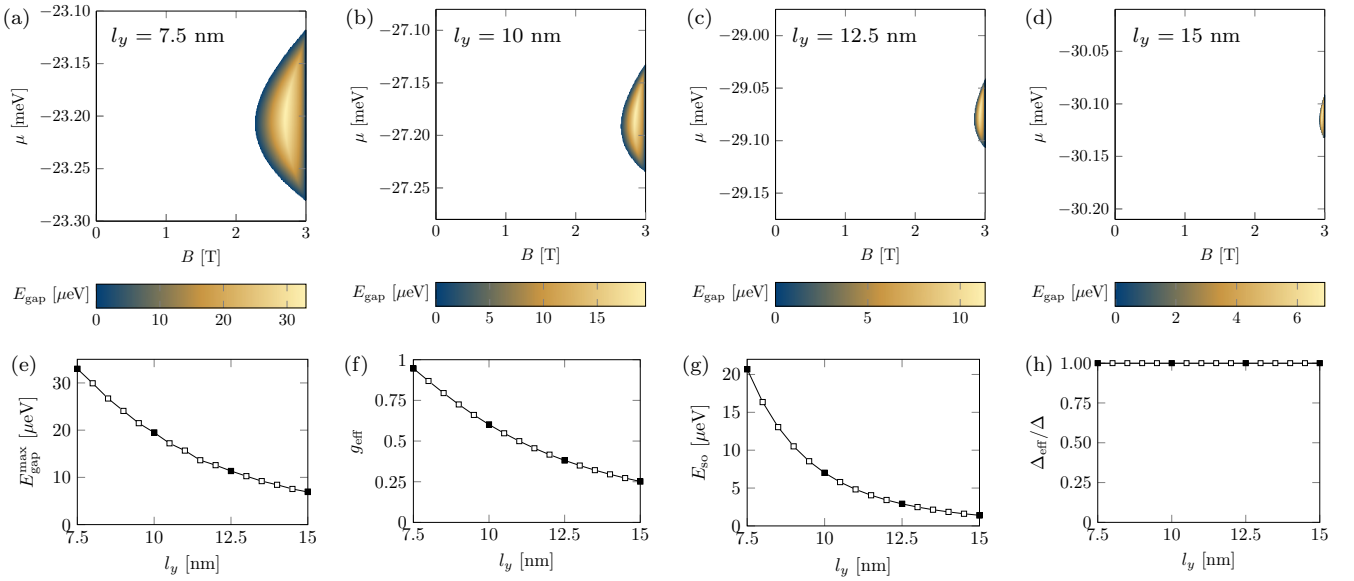 (a)
−23.10
−23.15
−23.20
−23.25
−23.30
μ [meV]
l_y = 7.5 nm
0 1 2 3
B [T]
E_gap [μeV]
0 10 20 30
(b)
−27.10
−27.15
−27.20
−27.25
μ [meV]
l_y = 10 nm
0 1 2 3
B [T]
E_gap [μeV]
0 5 10 15
(c)
−29.00
−29.05
−29.10
−29.15
μ [meV]
l_y = 12.5 nm
0 1 2 3
B [T]
E_gap [μeV]
0 5 10
(d)
−30.05
−30.10
−30.15
−30.20
μ [meV]
l_y = 15 nm
0 1 2 3
B [T]
E_gap [μeV]
0 2 4 6
(e)
30
20
10
0
E_gap^max [μeV]
7.5 10 12.5 15
l_y [nm]
(f)
1
0.75
0.5
0.25
0
g_eff
7.5 10 12.5 15
l_y [nm]
(g)
20
15
10
5
0
E_so [μeV]
7.5 10 12.5 15
l_y [nm]
(h)
1.00
0.75
0.5
0.25
0
Δ_eff/Δ
7.5 10 12.5 15
l_y [nm]